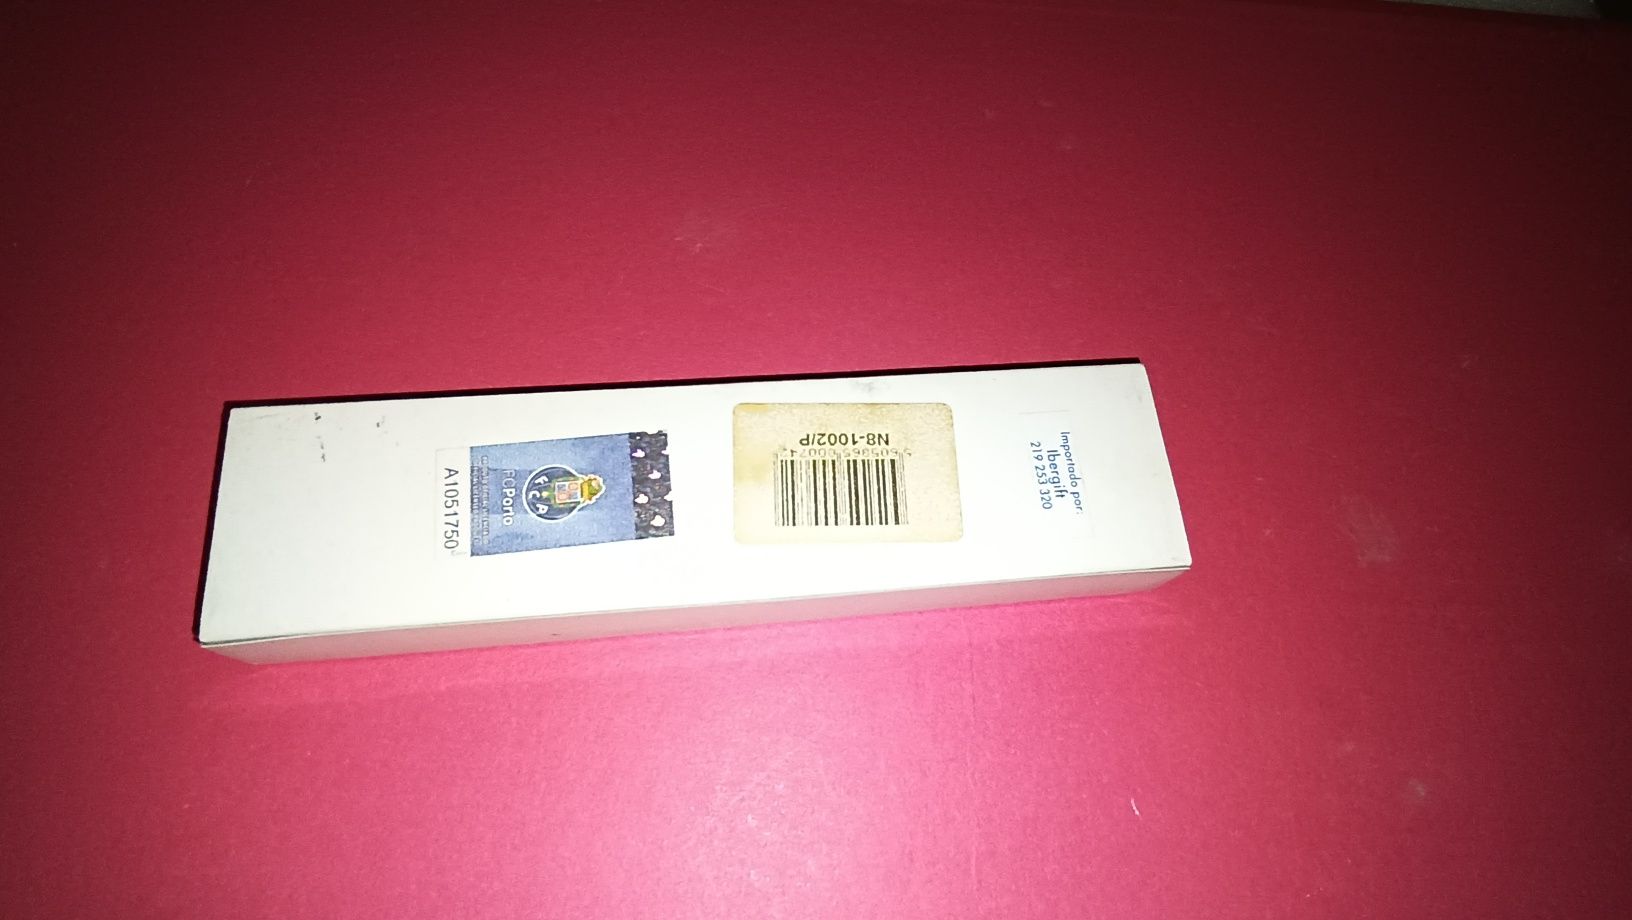 A1051750
FCPorto
F.C.P.
N8-1002/P
Importado por:
Ibergift
219 253 320